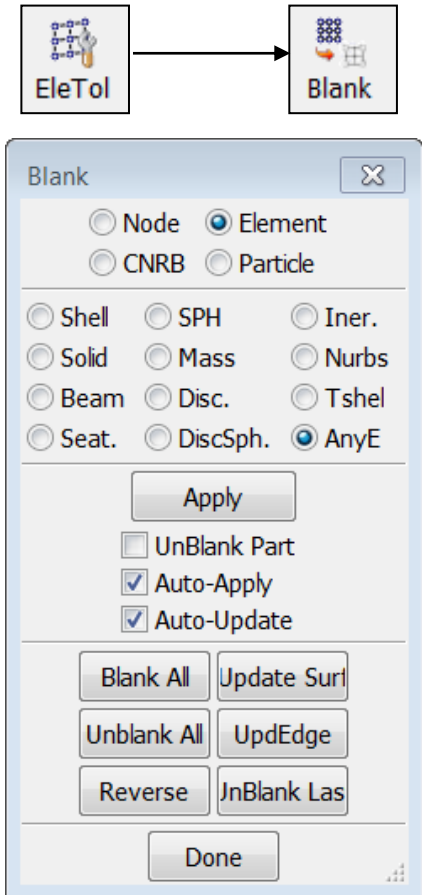 EleTol Blank
Blank
Node Element
CNRB Particle
Shell SPH Iner.
Solid Mass Nurbs
Beam Disc. Tshel
Seat. DiscSph. AnyE
Apply
UnBlank Part
Auto-Apply
Auto-Update
Blank All Update Surf
Unblank All UpdEdge
Reverse UnBlank Las
Done